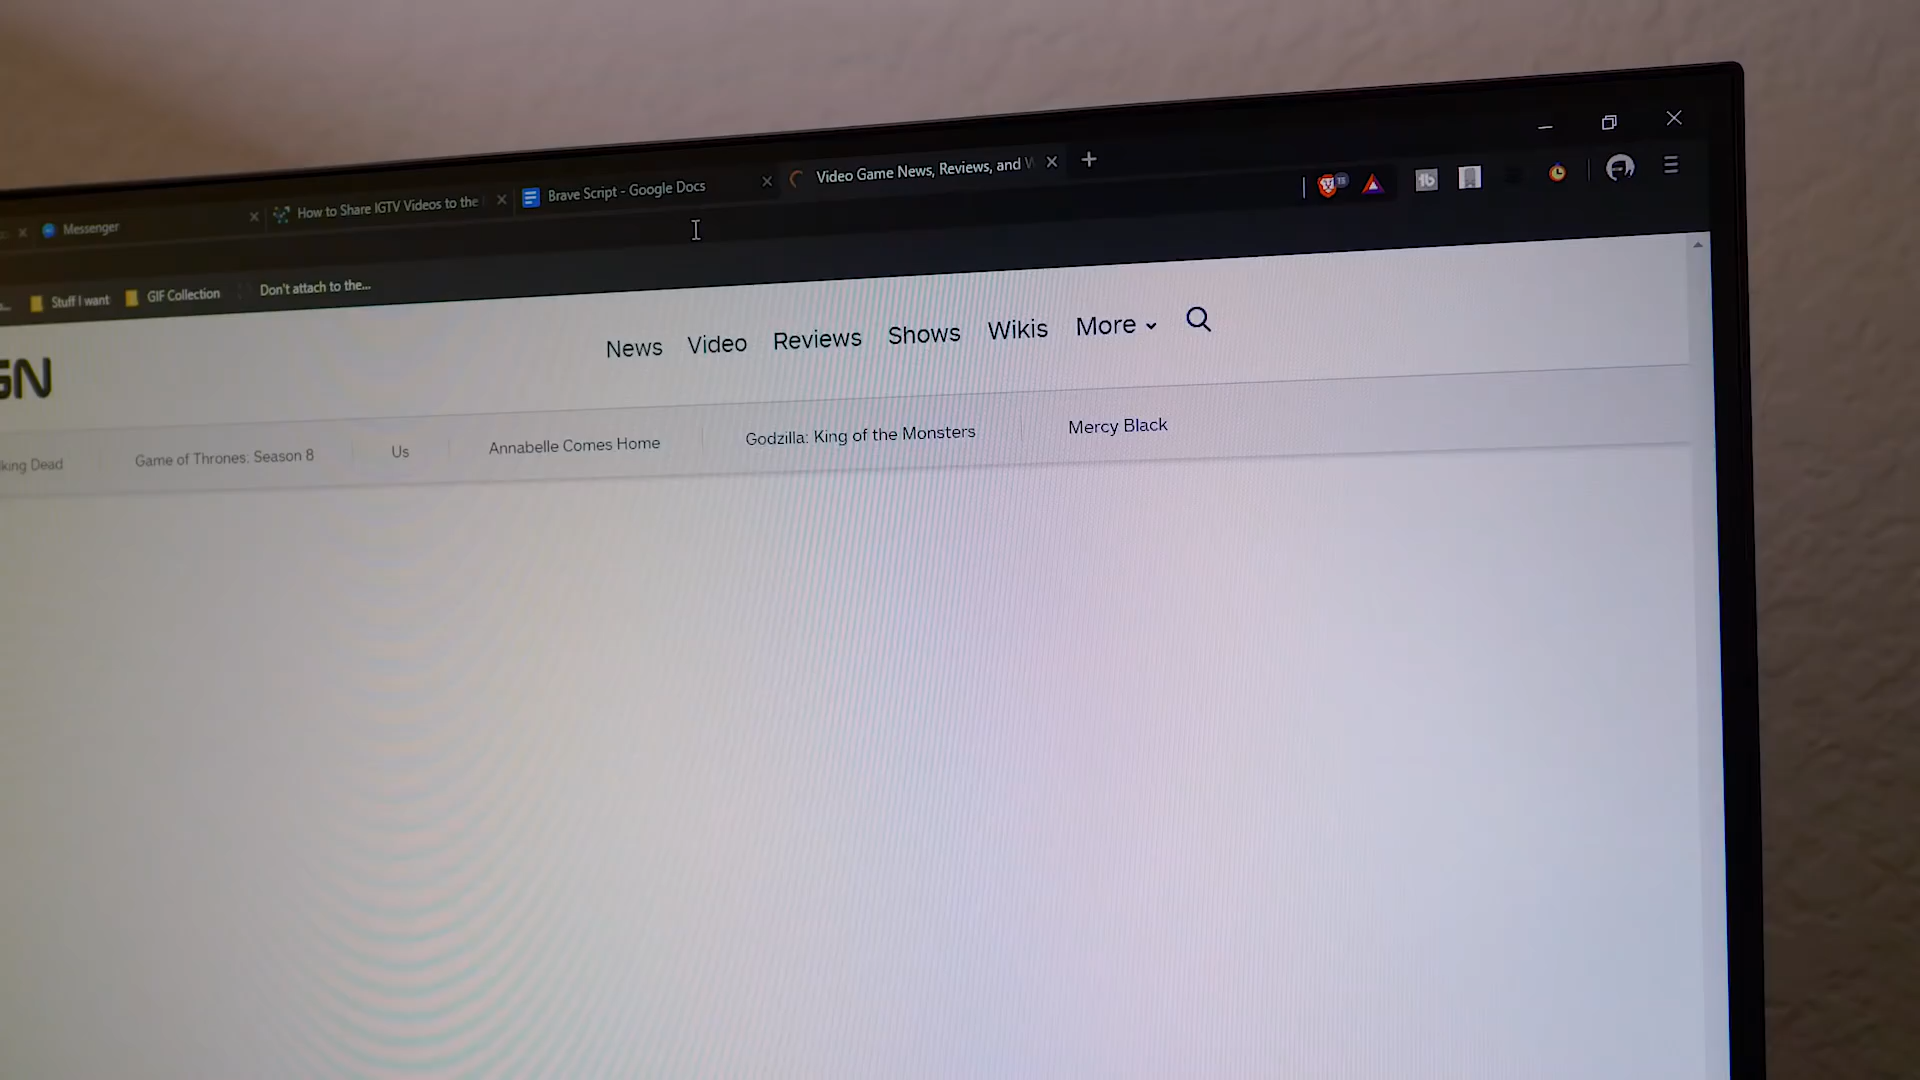 Messenger
How to Share IGTV Videos to the
Brave Script - Google Docs
Video Game News, Reviews, and
Stuff I want
GIF Collection
Don't attach to the...
GN
News Video Reviews Shows Wikis More
king Dead
Game of Thrones: Season 8
Us
Annabelle Comes Home
Godzilla: King of the Monsters
Mercy Black